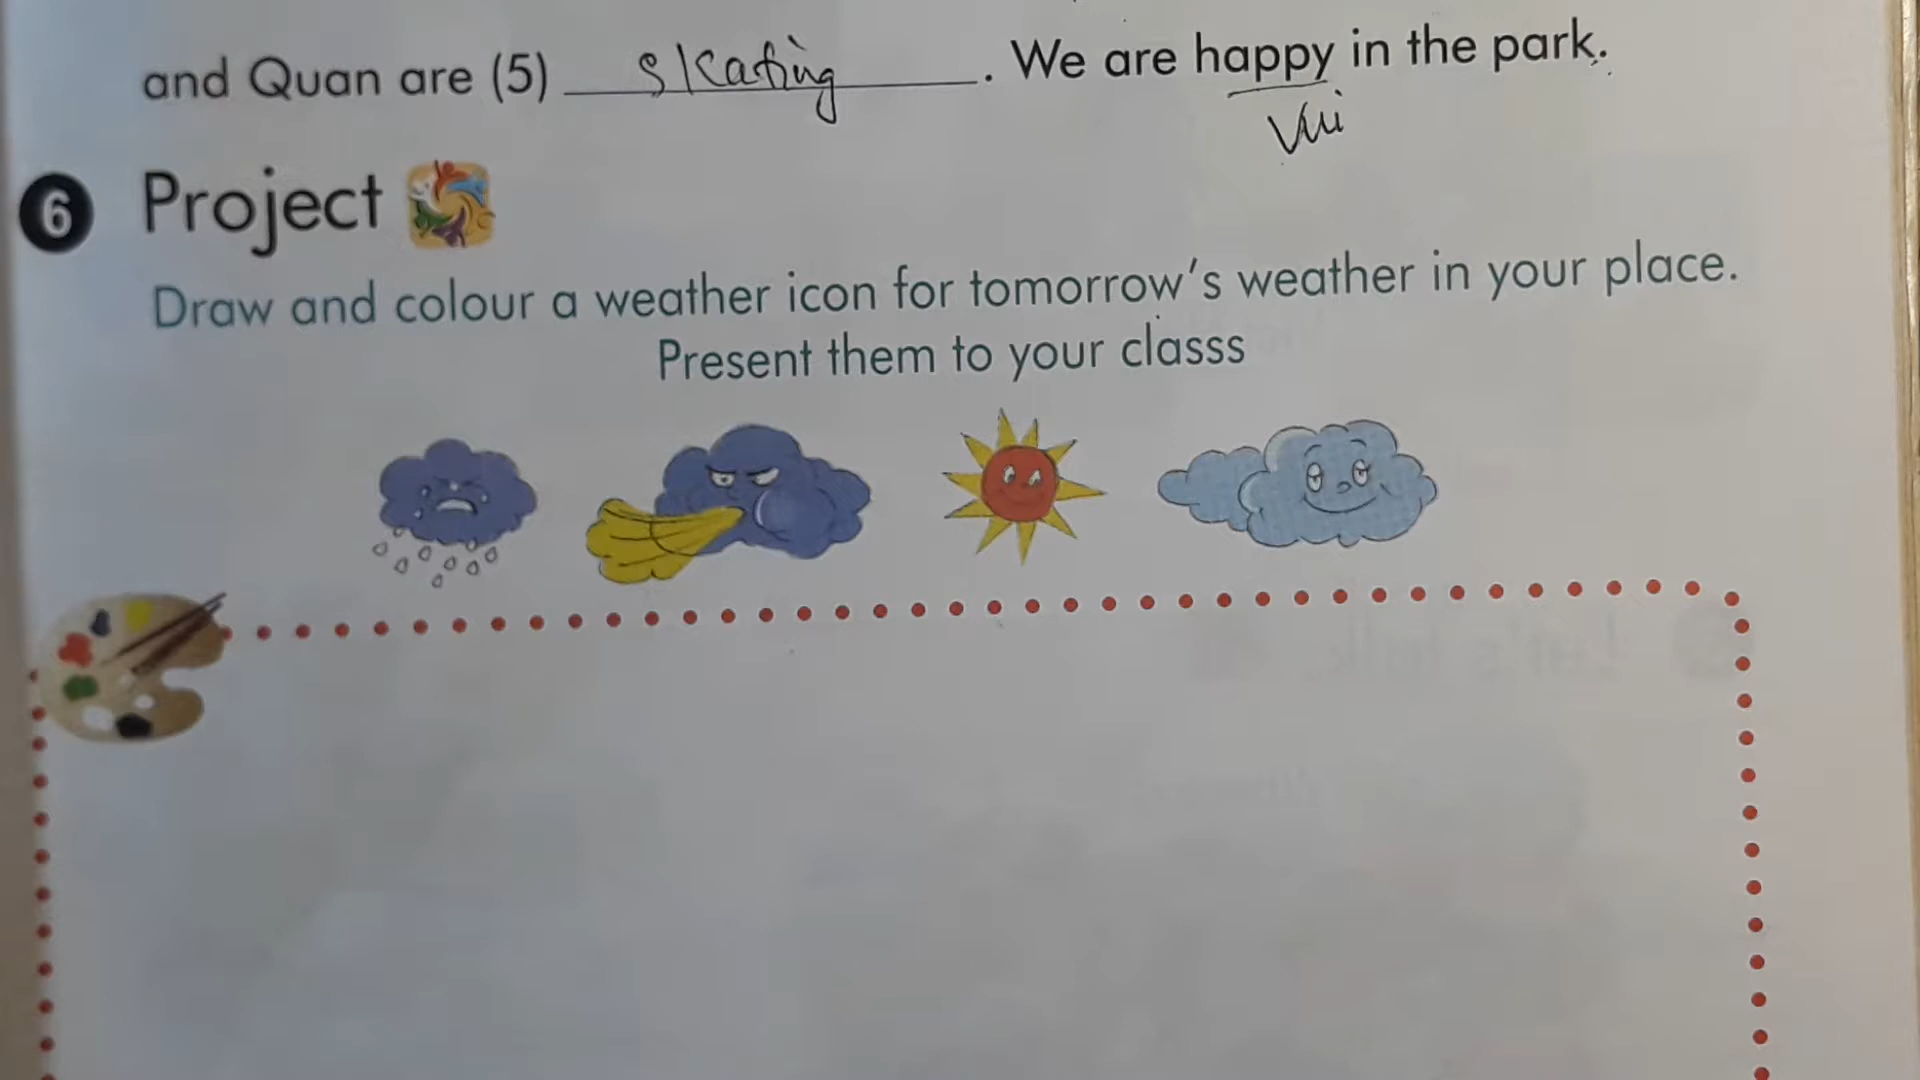 and Quan are (5) skating. We are happy in the park.
vui
6 Project
Draw and colour a weather icon for tomorrow's weather in your place.
Present them to your classs